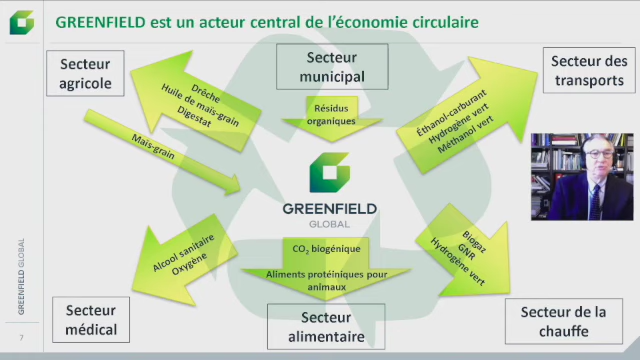 GREENFIELD est un acteur central de l'économie circulaire
Secteur
agricole
Secteur
municipal
Secteur des
transports
Drêche
Huile de maïs-grain
Digestat
Résidus
organiques
Éthanol-carburant
Hydrogène vert
Méthanol vert
Maïs-grain
GREENFIELD
GLOBAL
Alcool sanitaire
Oxygène
CO₂ biogénique
Aliments protéiniques pour
animaux
Biogaz
GNR
Hydrogène vert
Secteur
médical
Secteur
alimentaire
Secteur de la
chauffe
GREENFIELD GLOBAL
7